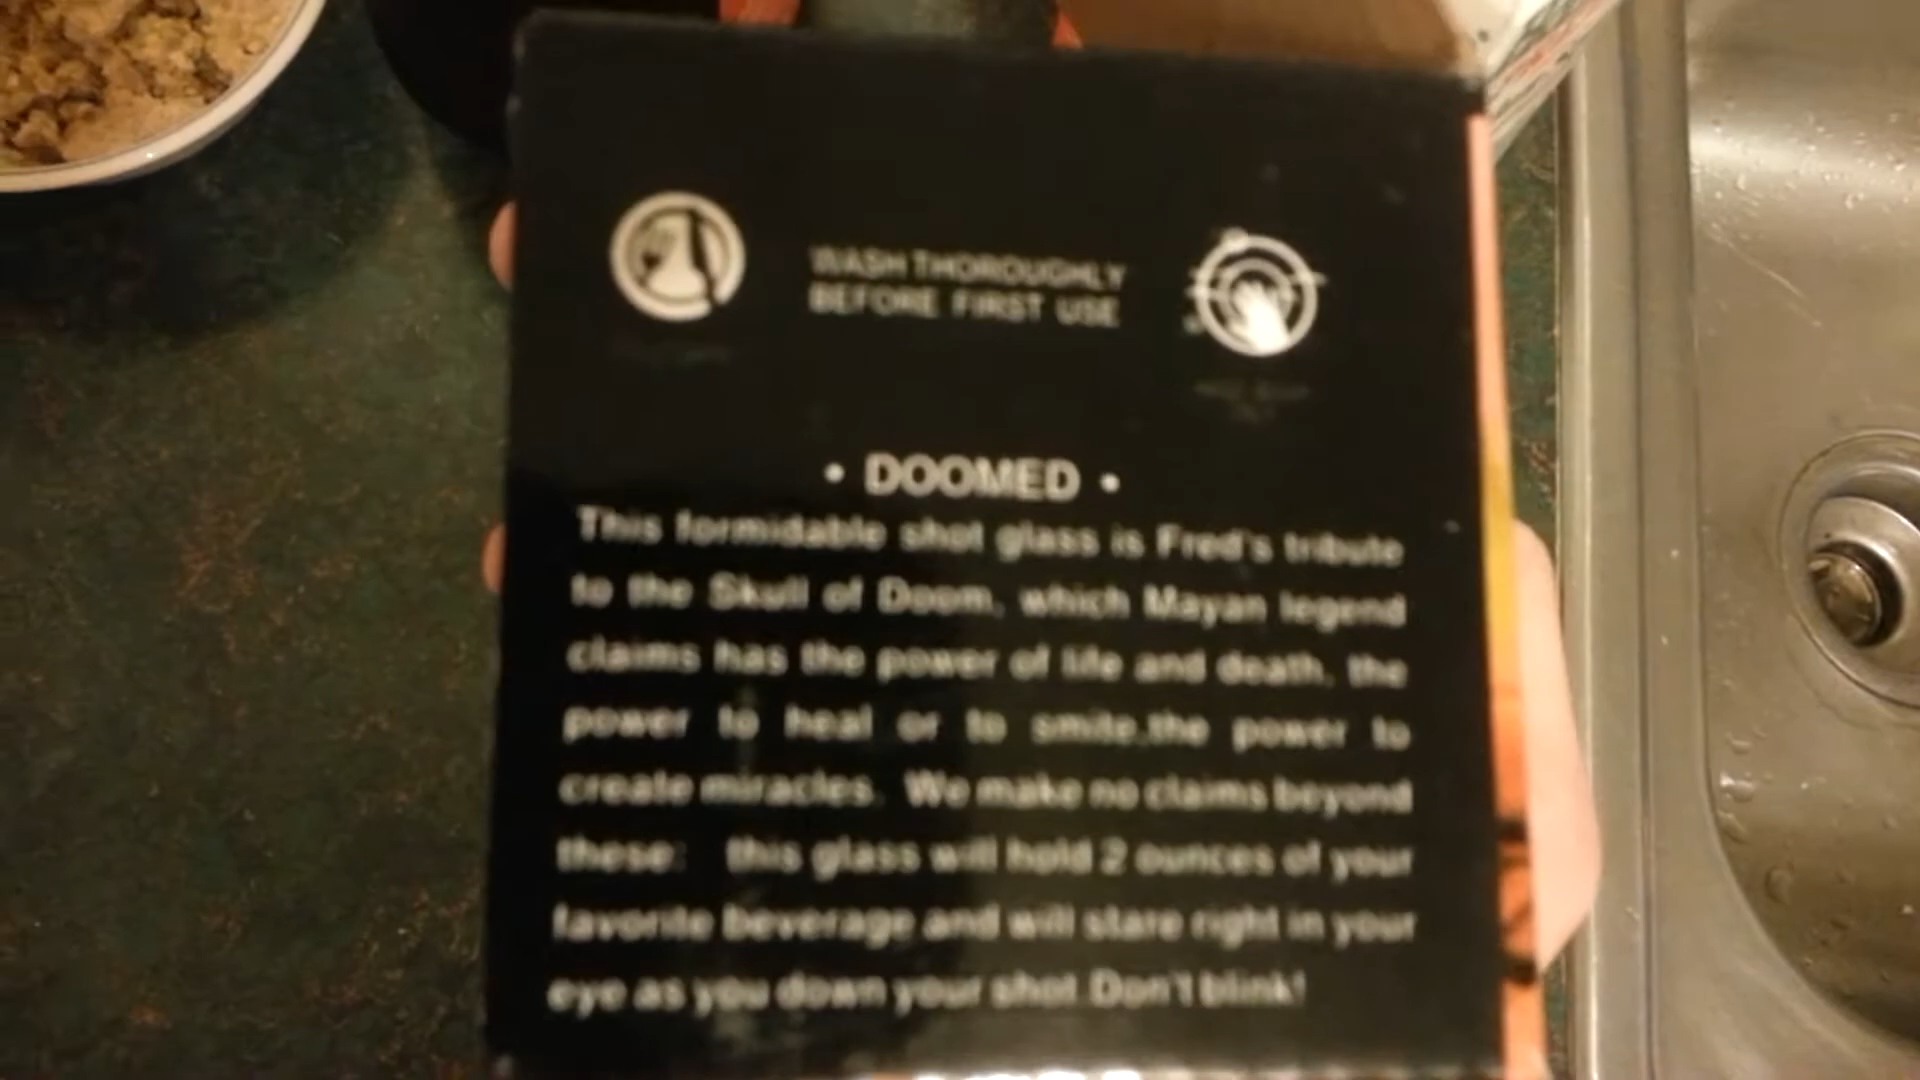 WASH THOROUGHLY
BEFORE FIRST USE
• DOOMED •
This formidable shot glass is Fred's tribute
to the Skull of Doom, which Mayan legend
claims has the power of life and death, the
power to heal or to smite,the power to
create miracles. We make no claims beyond
these: this glass will hold 2 ounces of your
favorite beverage and will stare right in your
eye as you down your shot.Don't blink!